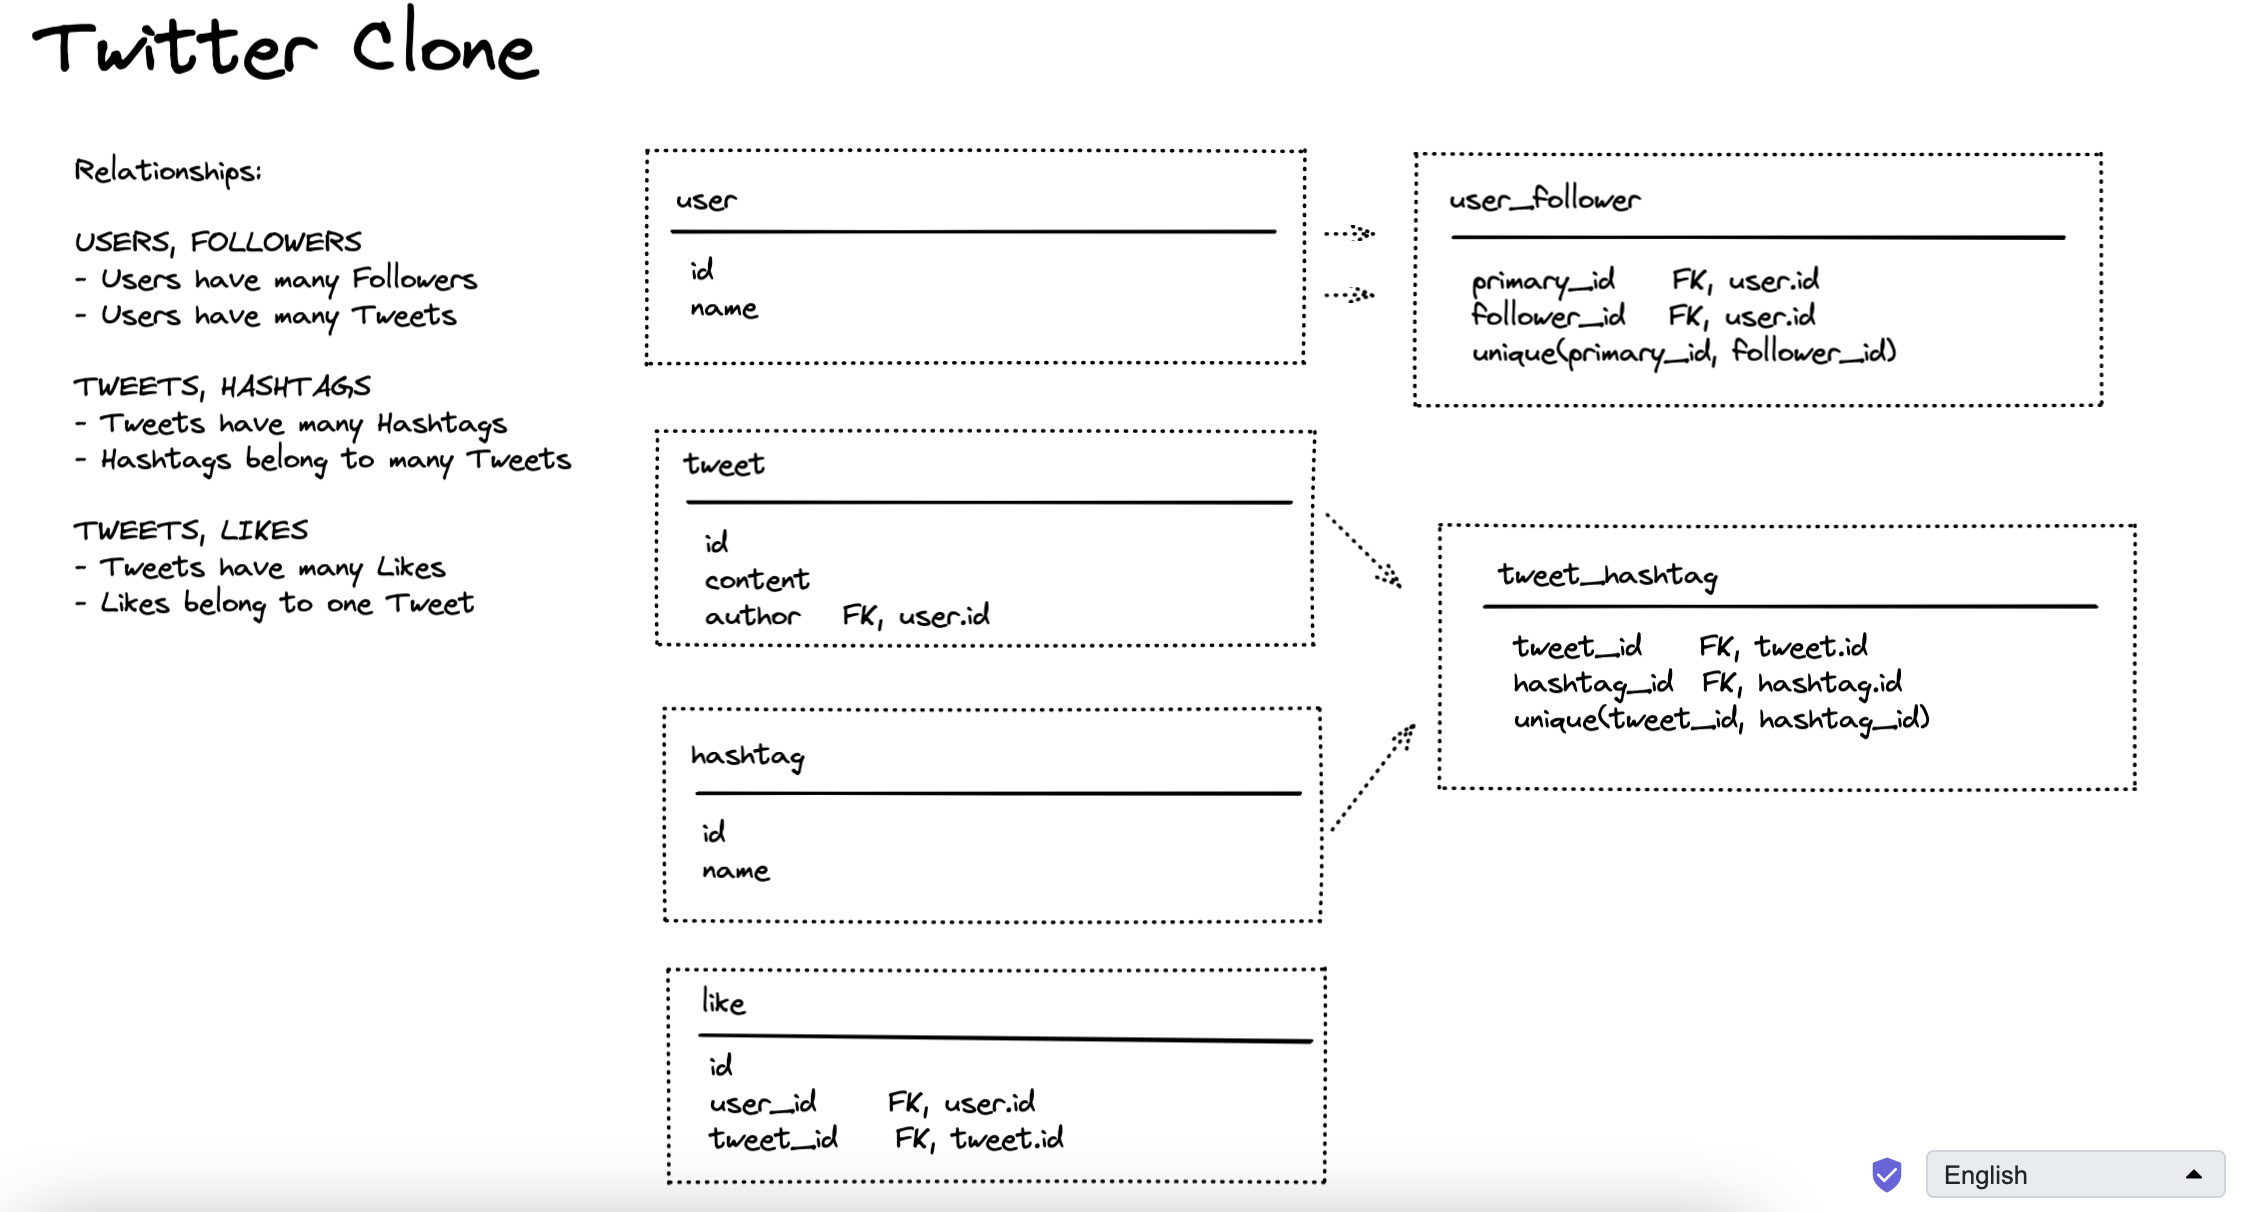 Twitter Clone
Relationships:
USERS, FOLLOWERS
- Users have many Followers
- Users have many Tweets
TWEETS, HASHTAGS
- Tweets have many Hashtags
- Hashtags belong to many Tweets
TWEETS, LIKES
- Tweets have many Likes
- Likes belong to one Tweet
user
id
name
user_follower
primary_id FK, user.id
follower_id FK, user.id
unique(primary_id, follower_id)
tweet
id
content
author FK, user.id
tweet_hashtag
tweet_id FK, tweet.id
hashtag_id FK, hashtag.id
unique(tweet_id, hashtag_id)
hashtag
id
name
like
id
user_id FK, user.id
tweet_id FK, tweet.id
English